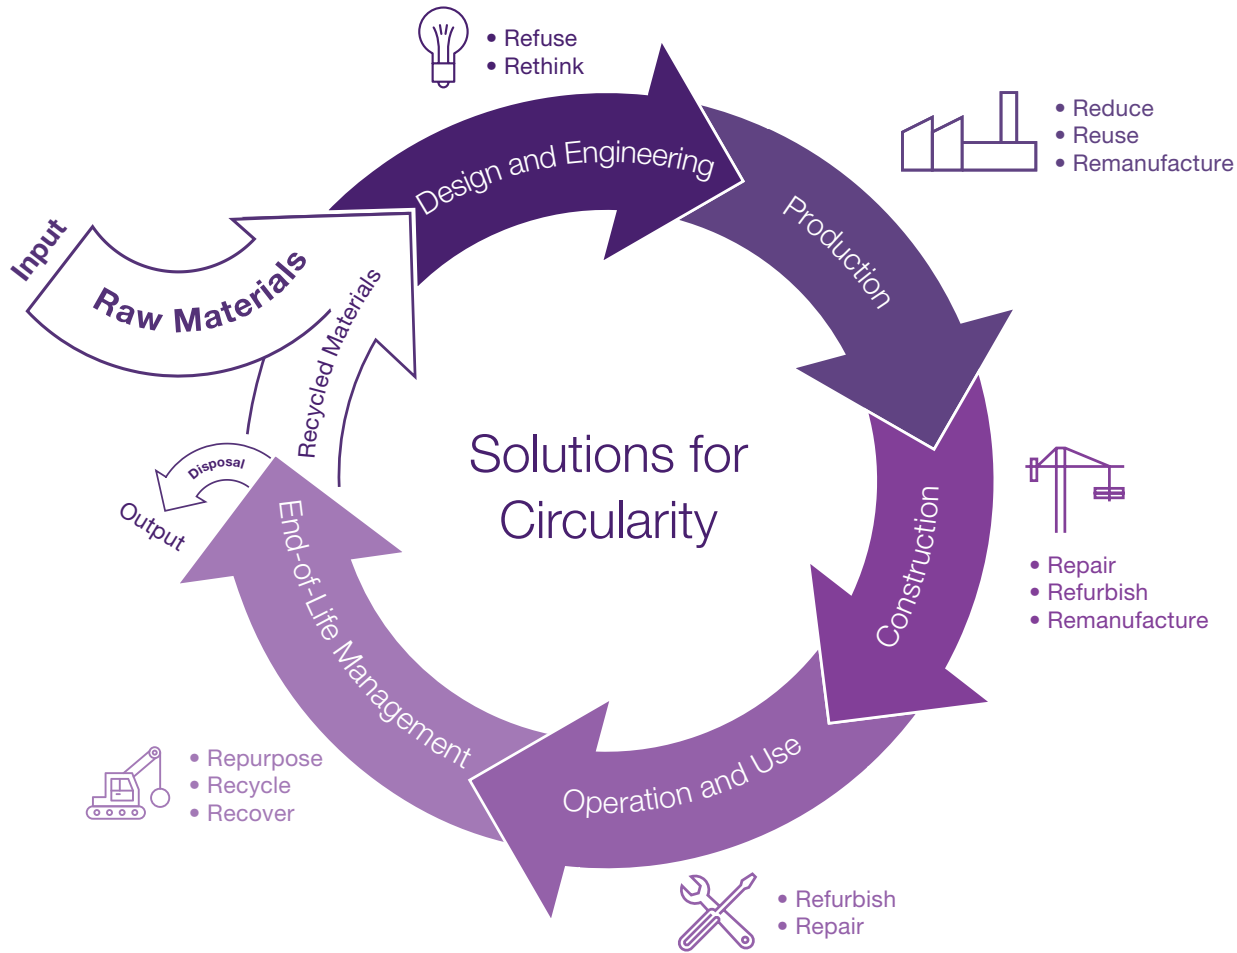 • Refuse
• Rethink
Design and Engineering
• Reduce
• Reuse
• Remanufacture
Production
Input
Raw Materials
Recycled Materials
Solutions for
Circularity
Disposal
Output
Construction
• Repair
• Refurbish
• Remanufacture
End-of-Life Management
Operation and Use
• Repurpose
• Recycle
• Recover
• Refurbish
• Repair